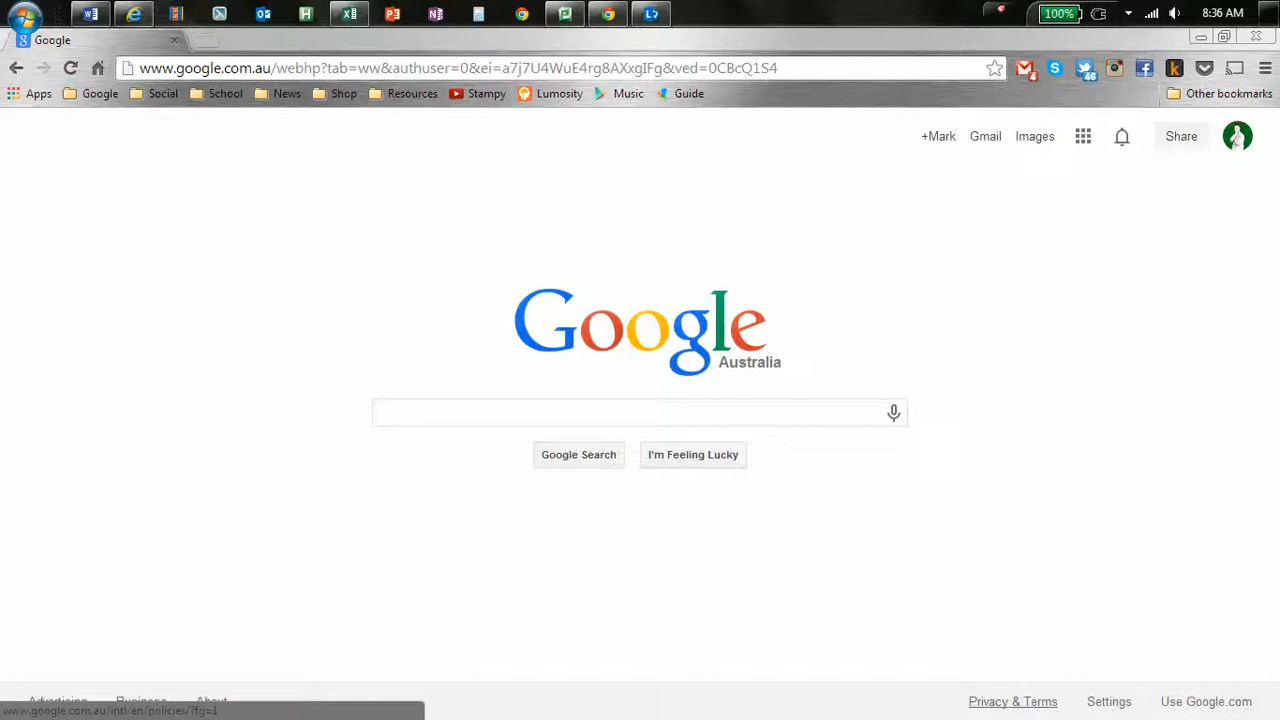 100%
8:36 AM
Google
www.google.com.au/webhp?tab=ww&authuser=0&ei=a7j7U4WuE4rg8AXxgIFg&ved=0CBcQ1S4
4
46
Apps Google Social School News Shop Resources Stampy Lumosity Music Guide Other bookmarks
+Mark Gmail Images Share
Google
Australia
Google Search I'm Feeling Lucky
Advertising Business About Privacy & Terms Settings Use Google.com
www.google.com.au/intl/en/policies/?fg=1